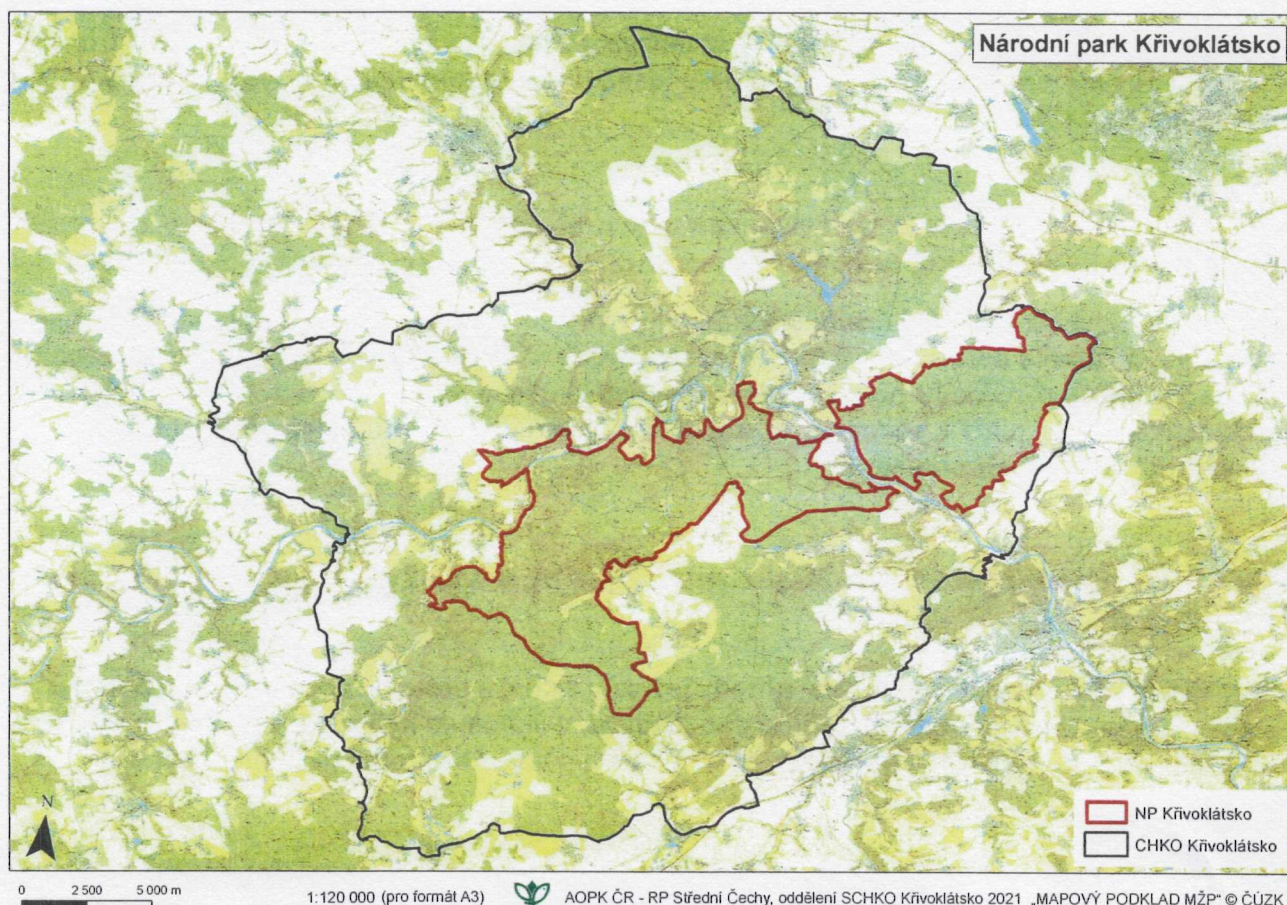 Národní park Křivoklátsko
N
NP Křivoklátsko
CHKO Křivoklátsko
0 2 500 5 000 m
1:120 000 (pro formát A3)
AOPK ČR - RP Střední Čechy, oddělení SCHKO Křivoklátsko 2021 „MAPOVÝ PODKLAD MŽP“ © ČÚZK